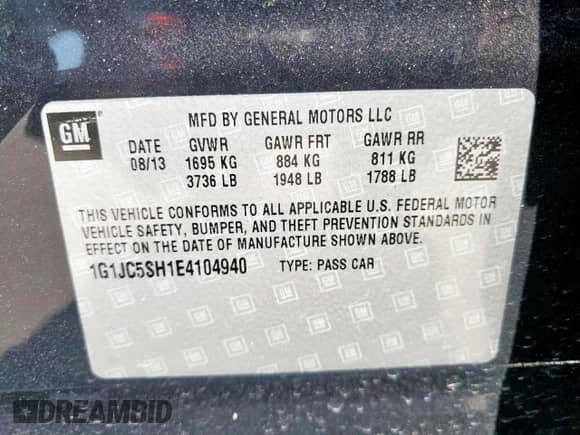 GM
MFD BY GENERAL MOTORS LLC
DATE GVWR GAWR FRT GAWR RR
08/13 1695 KG 884 KG 811 KG
3736 LB 1948 LB 1788 LB
THIS VEHICLE CONFORMS TO ALL APPLICABLE U.S. FEDERAL MOTOR
VEHICLE SAFETY, BUMPER, AND THEFT PREVENTION STANDARDS IN
EFFECT ON THE DATE OF MANUFACTURE SHOWN ABOVE.
1G1JC5SH1E4104940 TYPE: PASS CAR
DREAMBID